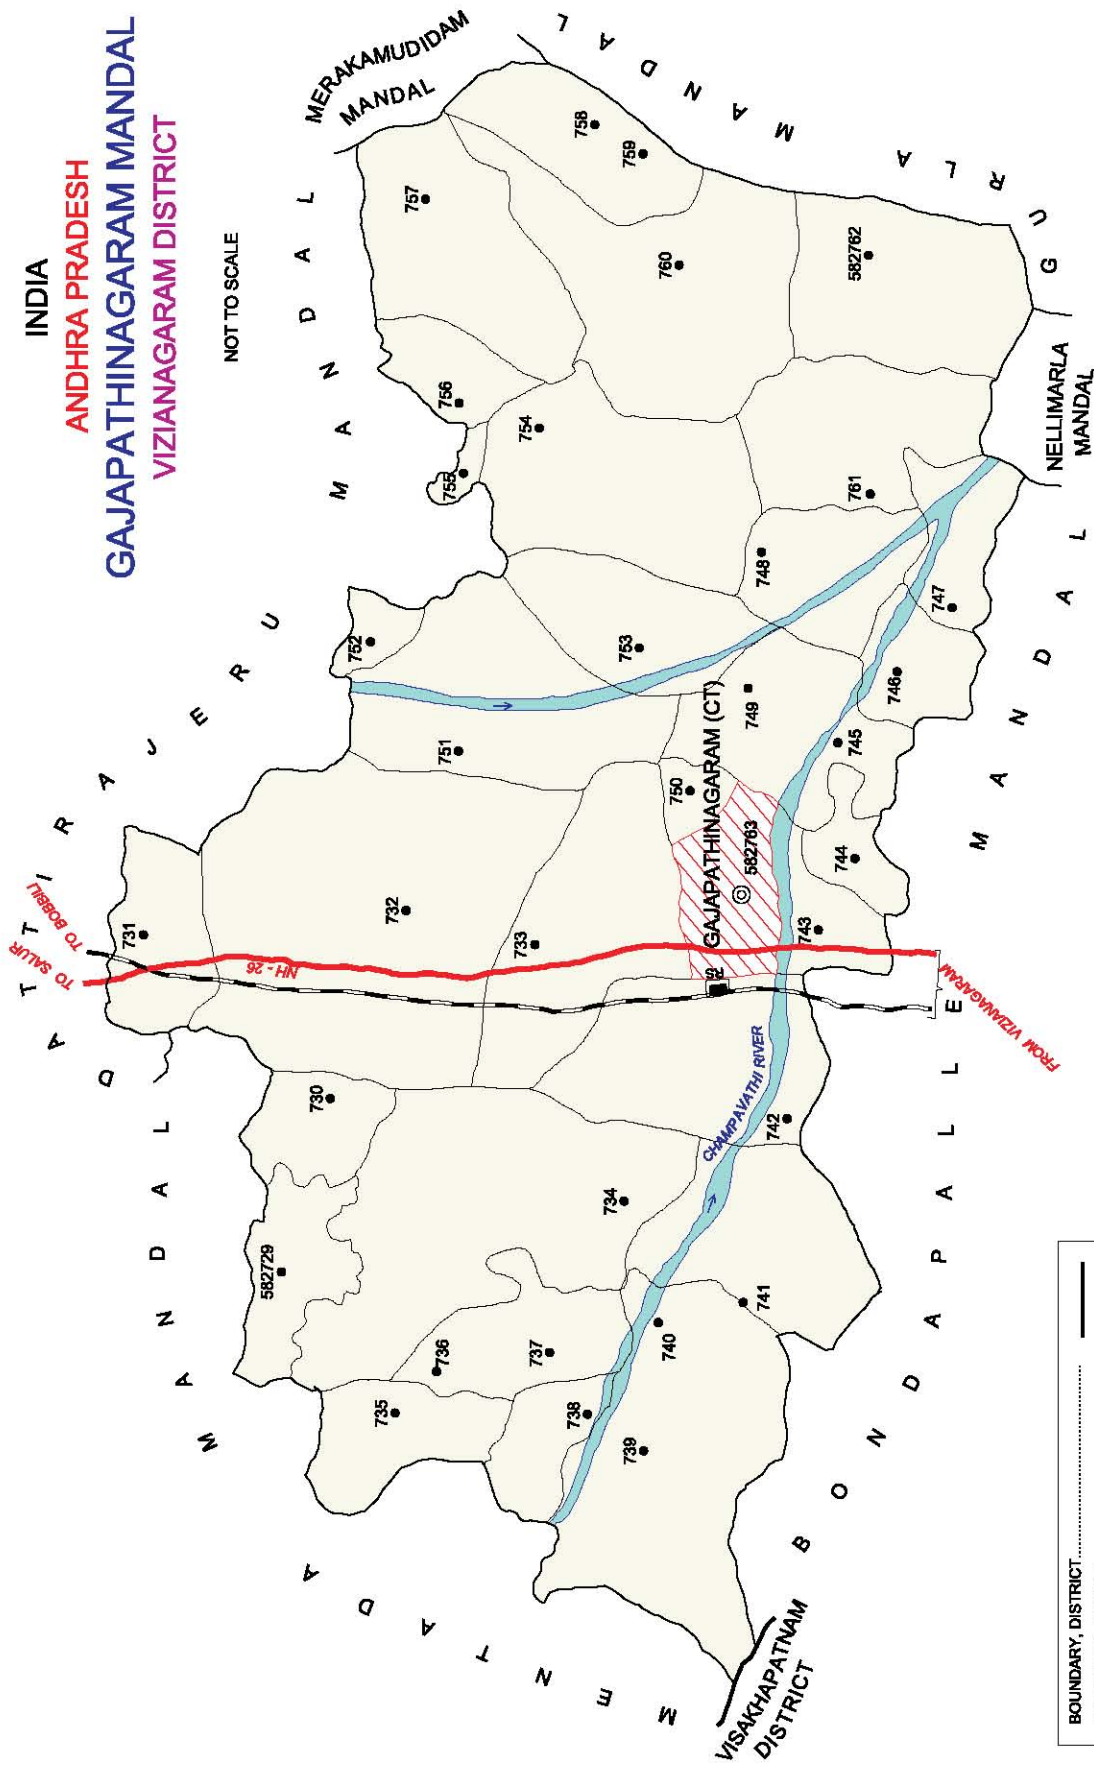 INDIA
ANDHRA PRADESH
GAJAPATHINAGARAM MANDAL
VIZIANAGARAM DISTRICT
NOT TO SCALE
MERAKAMUDIDAM
MANDAL
DATTIRAJERU MANDAL
GURLA MANDAL
NELLIMARLA
MANDAL
BONDAPALLE MANDAL
MENTADA MANDAL
VISAKHAPATNAM
DISTRICT
TO SALUR
TO BOBBILI
NH - 26
FROM VIZIANAGARAM
CHAMPAVATHI RIVER
GAJAPATHINAGARAM (CT)
582763
RS
582729
730
731
732
733
734
735
736
737
738
739
740
741
742
743
744
745
746
747
748
749
750
751
752
753
754
755
756
757
758
759
760
761
582762
BOUNDARY, DISTRICT